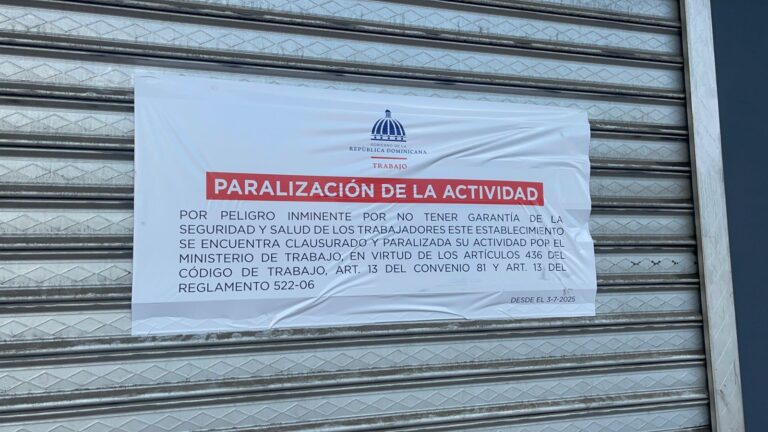 GOBIERNO DE LA
REPÚBLICA DOMINICANA
TRABAJO
PARALIZACIÓN DE LA ACTIVIDAD
POR PELIGRO INMINENTE POR NO TENER GARANTÍA DE LA
SEGURIDAD Y SALUD DE LOS TRABAJADORES ESTE ESTABLECIMIENTO
SE ENCUENTRA CLAUSURADO Y PARALIZADA SU ACTIVIDAD POR EL
MINISTERIO DE TRABAJO, EN VIRTUD DE LOS ARTÍCULOS 436 DEL
CÓDIGO DE TRABAJO, ART. 13 DEL CONVENIO 81 Y ART. 13 DEL
REGLAMENTO 522-06
DESDE EL 3-7-2025